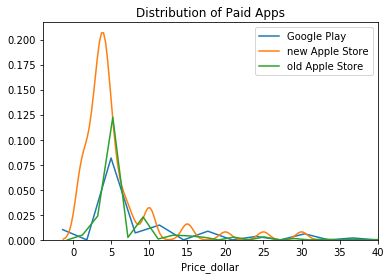 Distribution of Paid Apps
Google Play
new Apple Store
old Apple Store
0.200
0.175
0.150
0.125
0.100
0.075
0.050
0.025
0.000
0 5 10 15 20 25 30 35 40
Price_dollar